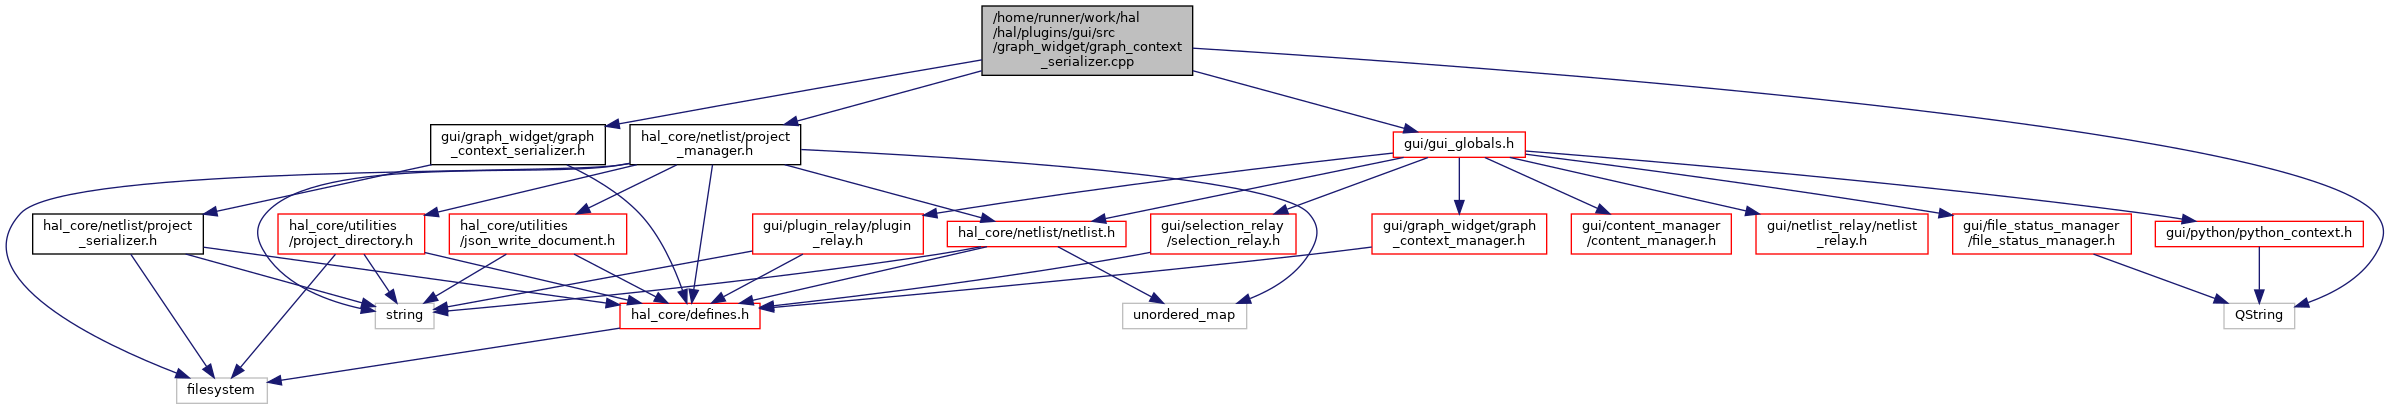 /home/runner/work/hal
/hal/plugins/gui/src
/graph_widget/graph_context
_serializer.cpp
gui/graph_widget/graph
_context_serializer.h
hal_core/netlist/project
_manager.h
gui/gui_globals.h
hal_core/netlist/project
_serializer.h
hal_core/utilities
/project_directory.h
hal_core/utilities
/json_write_document.h
gui/plugin_relay/plugin
_relay.h
hal_core/netlist/netlist.h
gui/selection_relay
/selection_relay.h
gui/graph_widget/graph
_context_manager.h
gui/content_manager
/content_manager.h
gui/netlist_relay/netlist
_relay.h
gui/file_status_manager
/file_status_manager.h
gui/python/python_context.h
string
hal_core/defines.h
unordered_map
QString
filesystem